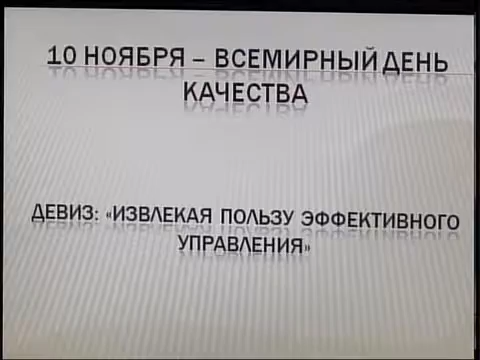 10 НОЯБРЯ – ВСЕМИРНЫЙ ДЕНЬ
КАЧЕСТВА
ДЕВИЗ: «ИЗВЛЕКАЯ ПОЛЬЗУ ЭФФЕКТИВНОГО
УПРАВЛЕНИЯ»